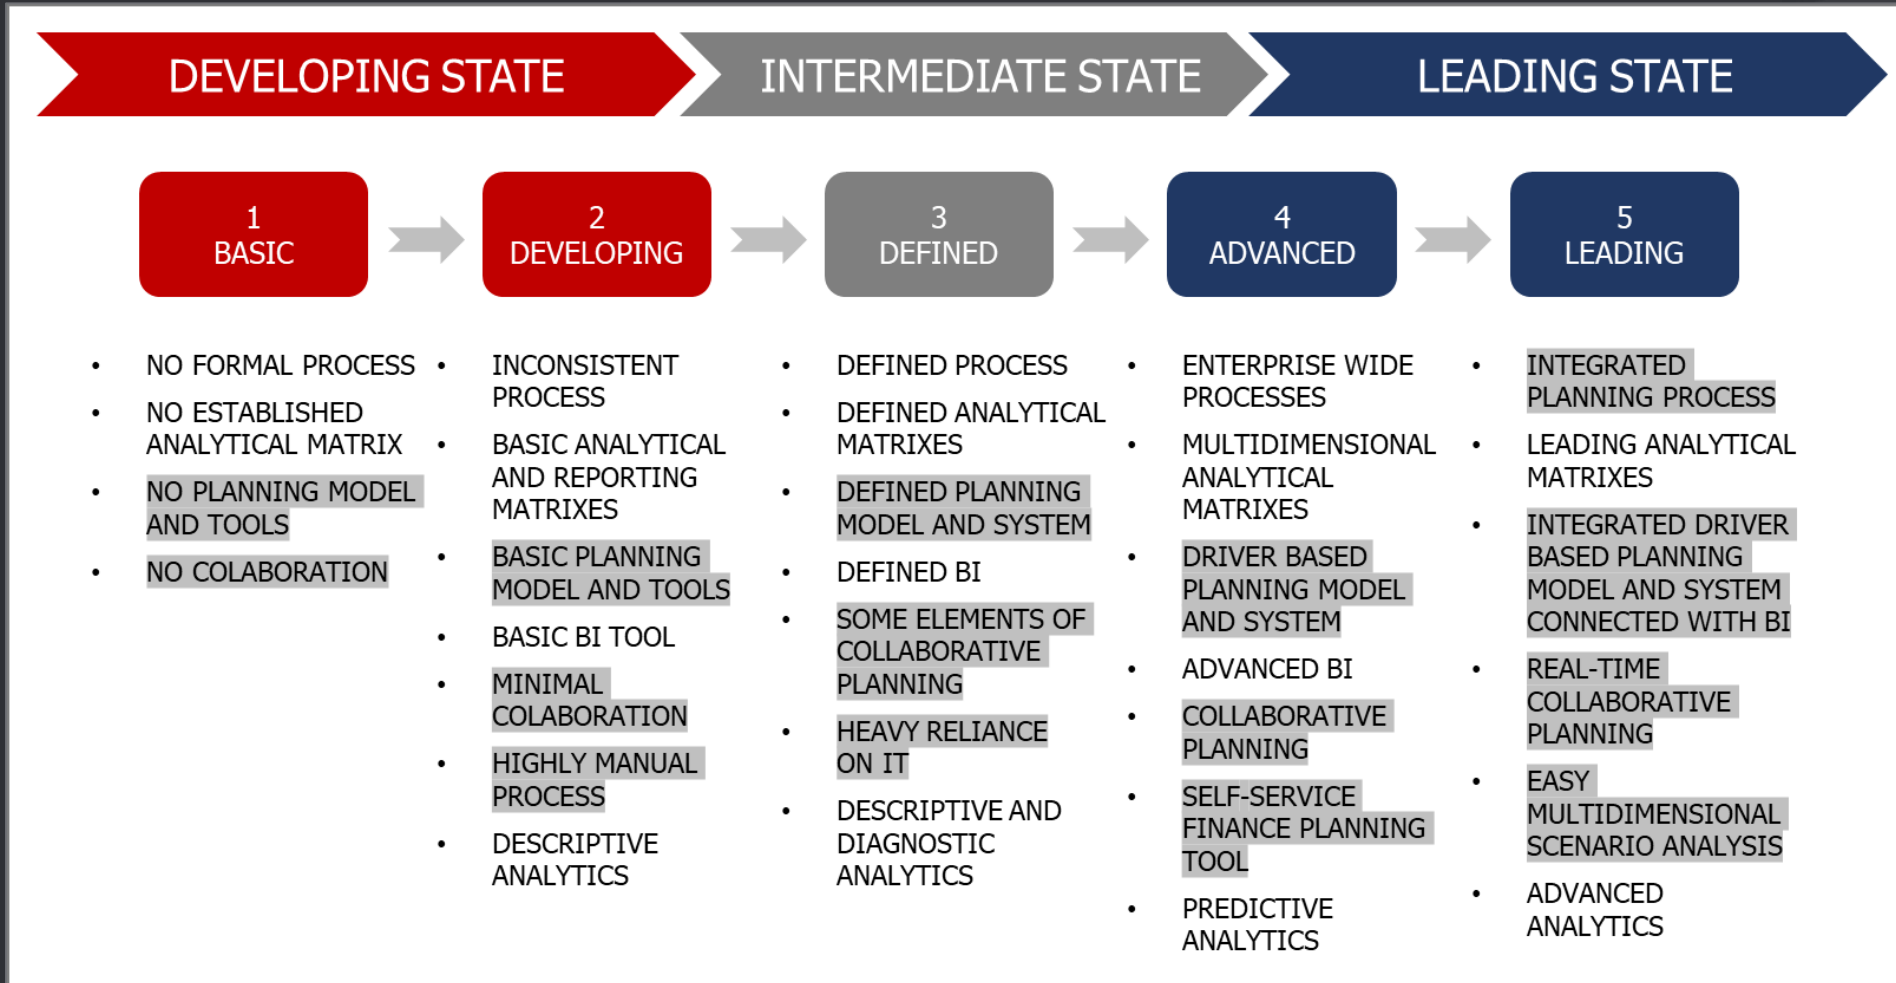 DEVELOPING STATE
INTERMEDIATE STATE
LEADING STATE
1
BASIC
2
DEVELOPING
3
DEFINED
4
ADVANCED
5
LEADING
• NO FORMAL PROCESS
• NO ESTABLISHED
ANALYTICAL MATRIX
• NO PLANNING MODEL
AND TOOLS
• NO COLABORATION
• INCONSISTENT
PROCESS
• BASIC ANALYTICAL
AND REPORTING
MATRIXES
• BASIC PLANNING
MODEL AND TOOLS
• BASIC BI TOOL
• MINIMAL
COLABORATION
• HIGHLY MANUAL
PROCESS
• DESCRIPTIVE
ANALYTICS
• DEFINED PROCESS
• DEFINED ANALYTICAL
MATRIXES
• DEFINED PLANNING
MODEL AND SYSTEM
• DEFINED BI
• SOME ELEMENTS OF
COLLABORATIVE
PLANNING
• HEAVY RELIANCE
ON IT
• DESCRIPTIVE AND
DIAGNOSTIC
ANALYTICS
• ENTERPRISE WIDE
PROCESSES
• MULTIDIMENSIONAL
ANALYTICAL
MATRIXES
• DRIVER BASED
PLANNING MODEL
AND SYSTEM
• ADVANCED BI
• COLLABORATIVE
PLANNING
• SELF-SERVICE
FINANCE PLANNING
TOOL
• PREDICTIVE
ANALYTICS
• INTEGRATED
PLANNING PROCESS
• LEADING ANALYTICAL
MATRIXES
• INTEGRATED DRIVER
BASED PLANNING
MODEL AND SYSTEM
CONNECTED WITH BI
• REAL-TIME
COLLABORATIVE
PLANNING
• EASY
MULTIDIMENSIONAL
SCENARIO ANALYSIS
• ADVANCED
ANALYTICS